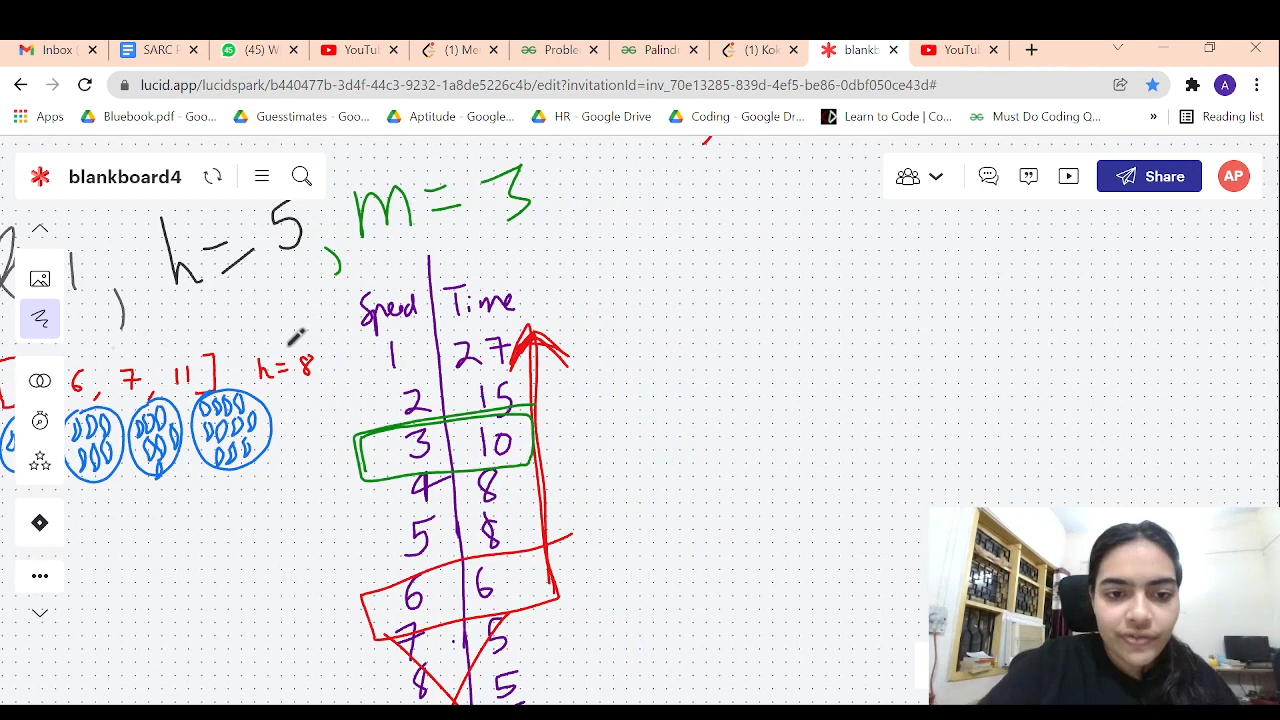 Inbox (
SARC P
(45) W
YouTub
(1) Me
Proble
Palind
(1) Kok
blankb
YouTub
lucid.app/lucidspark/b440477b-3d4f-44c3-9232-1a8de5226c4b/edit?invitationId=inv_70e13285-839d-4ef5-be86-0dbf050ce43d#
A
Apps
Bluebook.pdf - Goo...
Guesstimates - Goo...
Aptitude - Google...
HR - Google Drive
Coding - Google Dr...
Learn to Code | Co...
Must Do Coding Q...
»
Reading list
blankboard4
Share
AP
h = 5, m = 3
Speed Time
1 27
6, 7, 11] h = 8
2 15
3 10
4 8
5 8
6 6
7 5
8 5